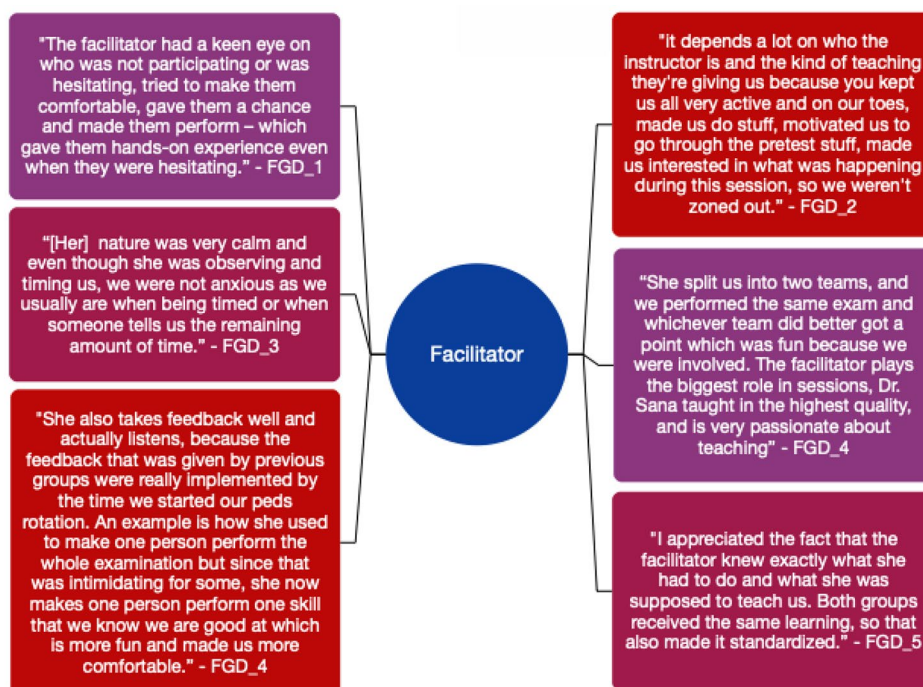 "The facilitator had a keen eye on
who was not participating or was
hesitating, tried to make them
comfortable, gave them a chance
and made them perform – which
gave them hands-on experience even
when they were hesitating.” - FGD_1
“[Her]  nature was very calm and
even though she was observing and
timing us, we were not anxious as we
usually are when being timed or when
someone tells us the remaining
amount of time.” - FGD_3
"She also takes feedback well and
actually listens, because the
feedback that was given by previous
groups were really implemented by
the time we started our peds
rotation. An example is how she used
to make one person perform the
whole examination but since that
was intimidating for some, she now
makes one person perform one skill
that we know we are good at which
is more fun and made us more
comfortable.” - FGD_4
Facilitator
"it depends a lot on who the
instructor is and the kind of teaching
they're giving us because you kept
us all very active and on our toes,
made us do stuff, motivated us to
go through the pretest stuff, made
us interested in what was happening
during this session, so we weren't
zoned out.” - FGD_2
“She split us into two teams, and
we performed the same exam and
whichever team did better got a
point which was fun because we
were involved. The facilitator plays
the biggest role in sessions, Dr.
Sana taught in the highest quality,
and is very passionate about
teaching” - FGD_4
"I appreciated the fact that the
facilitator knew exactly what she
had to do and what she was
supposed to teach us. Both groups
received the same learning, so that
also made it standardized.” - FGD_5